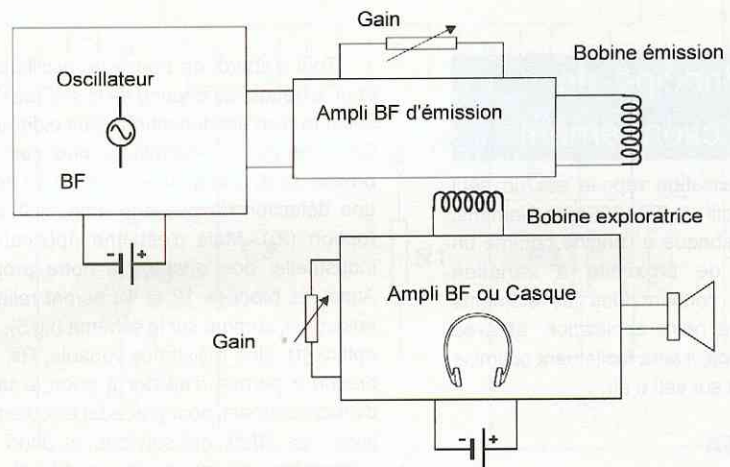 Gain
Bobine émission
Oscillateur
Ampli BF d'émission
BF
- +
Bobine exploratrice
Ampli BF ou Casque
Gain
- +